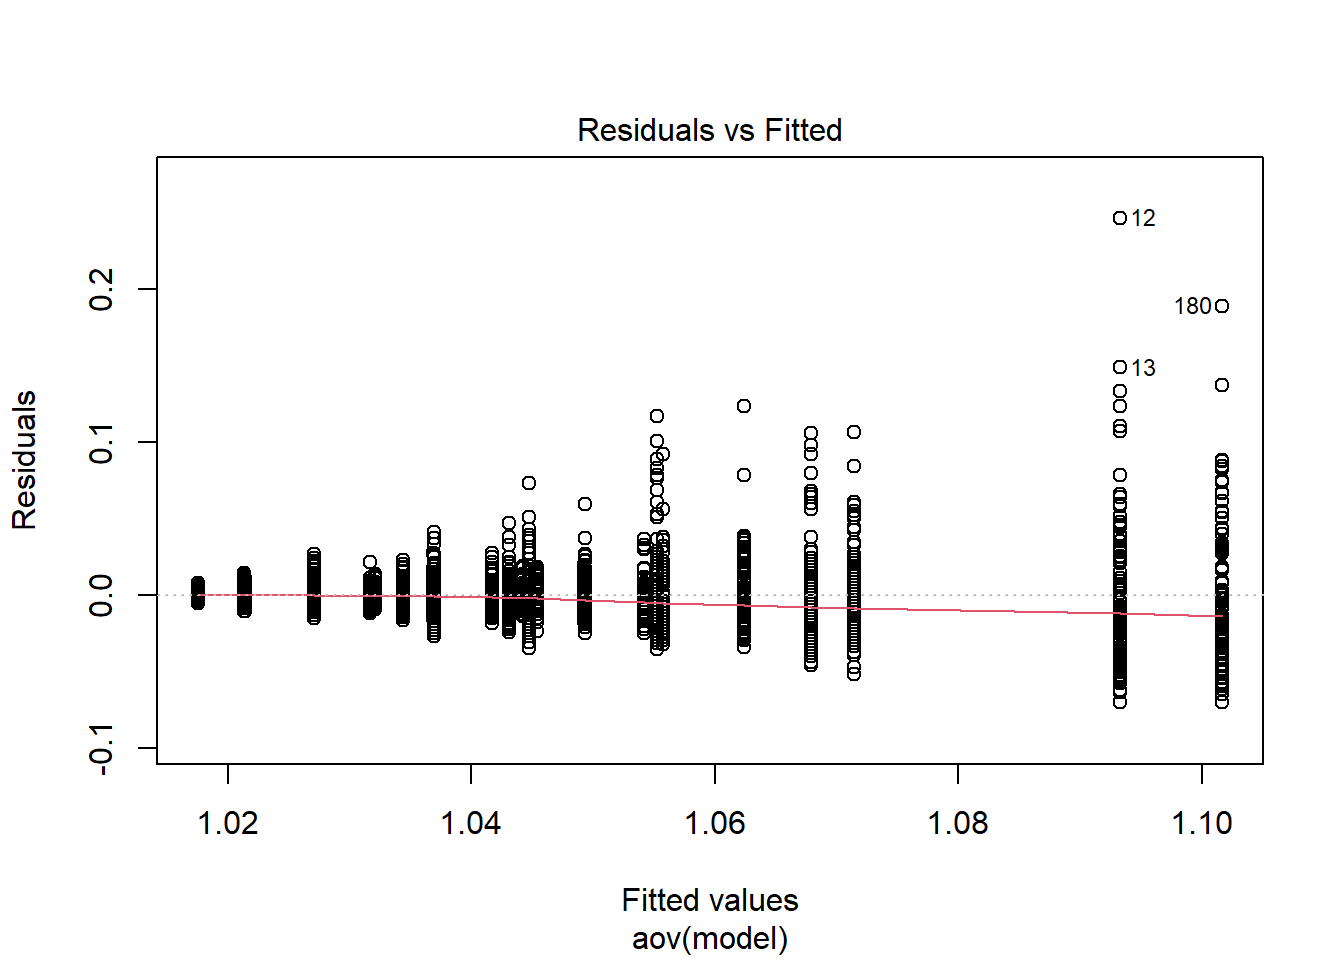 Residuals vs Fitted
Residuals
0.2
0.1
0.0
-0.1
12
180
13
1.02 1.04 1.06 1.08 1.10
Fitted values
aov(model)